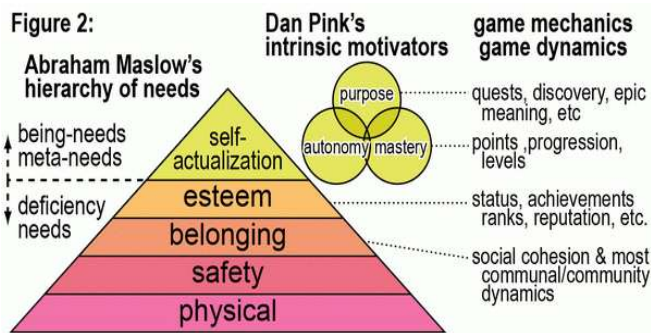 Figure 2:
Abraham Maslow's
hierarchy of needs
Dan Pink's
intrinsic motivators
game mechanics
game dynamics
being-needs
meta-needs
deficiency
needs
self-
actualization
esteem
belonging
safety
physical
purpose
autonomy
mastery
quests, discovery, epic
meaning, etc
points ,progression,
levels
status, achievements
ranks, reputation, etc.
social cohesion & most
communal/community
dynamics